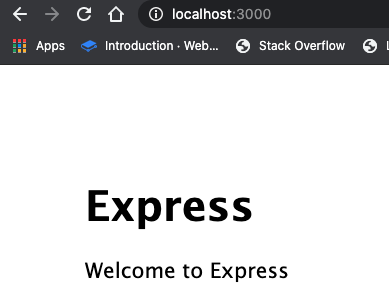 localhost:3000
Apps Introduction · Web... Stack Overflow
Express
Welcome to Express